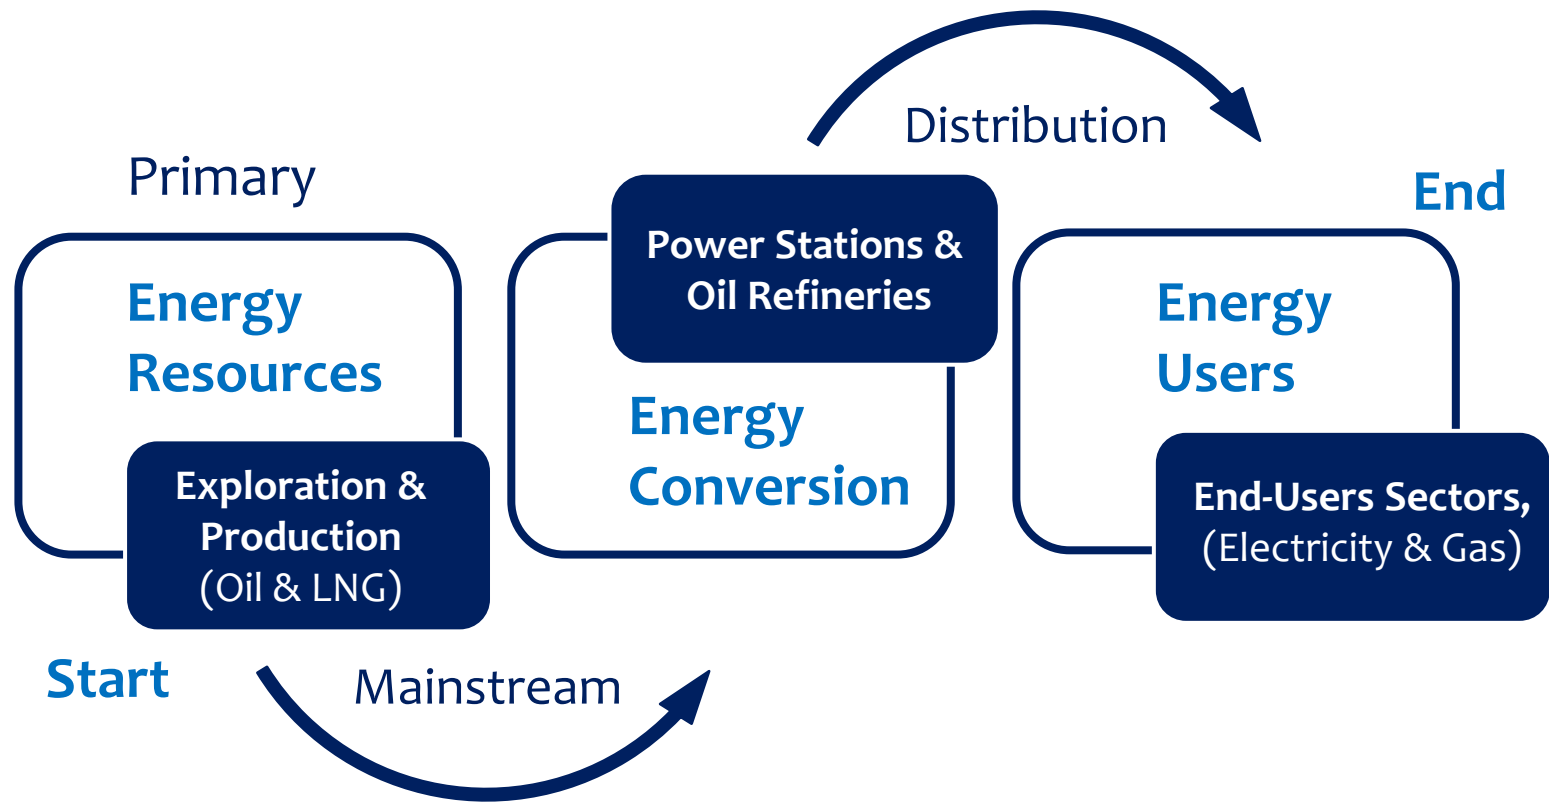 Primary
Energy
Resources
Exploration &
Production
(Oil & LNG)
Start
Mainstream
Power Stations &
Oil Refineries
Energy
Conversion
Distribution
End
Energy
Users
End-Users Sectors,
(Electricity & Gas)